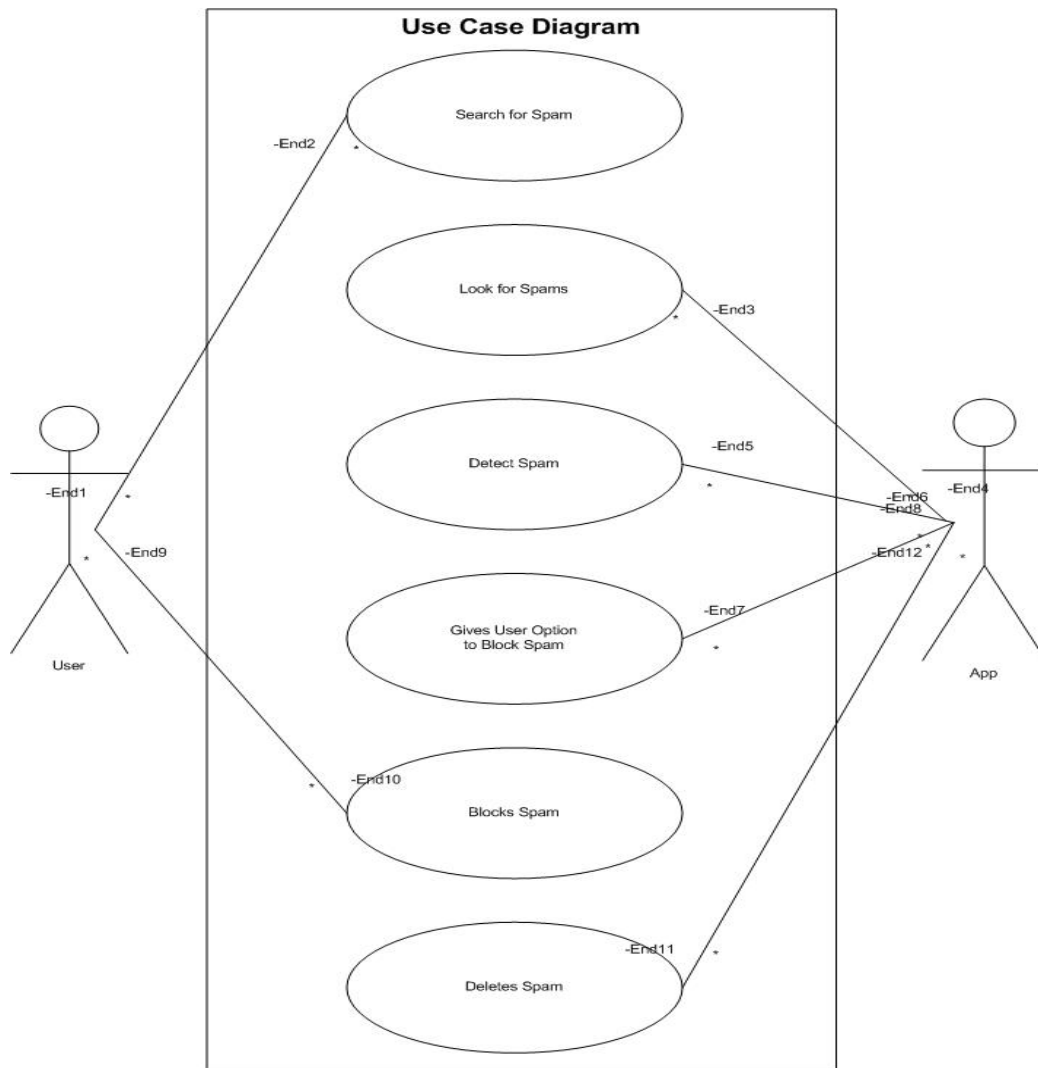 Use Case Diagram
Search for Spam
-End2
*
Look for Spams
-End3
*
Detect Spam
-End5
*
-End1
*
-End6
-End4
-End8
*
-End9
*
-End12
*
*
Gives User Option
to Block Spam
-End7
*
User
App
-End10
*
Blocks Spam
-End11
*
Deletes Spam